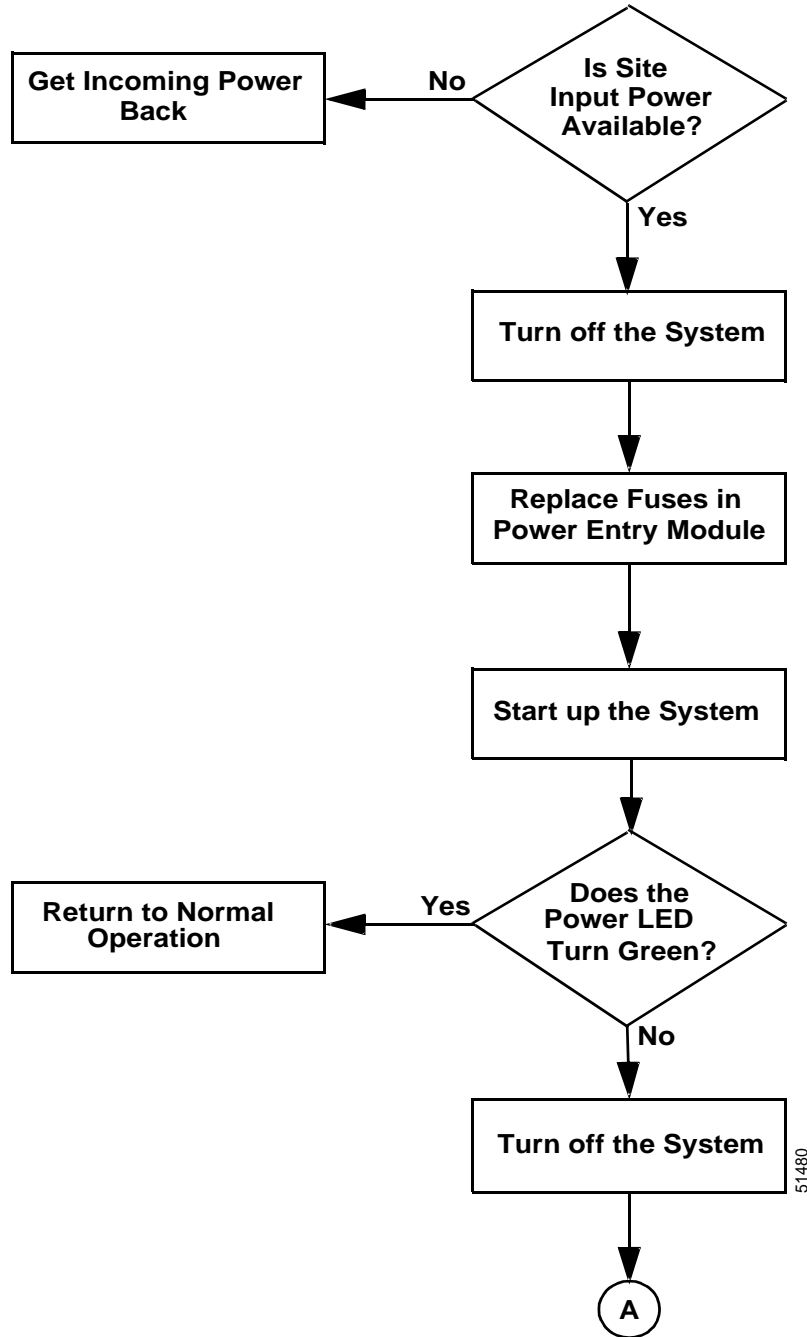 Is Site
Input Power
Available?
No
Get Incoming Power
Back
Yes
Turn off the System
Replace Fuses in
Power Entry Module
Start up the System
Does the
Power LED
Turn Green?
Yes
Return to Normal
Operation
No
Turn off the System
51480
A